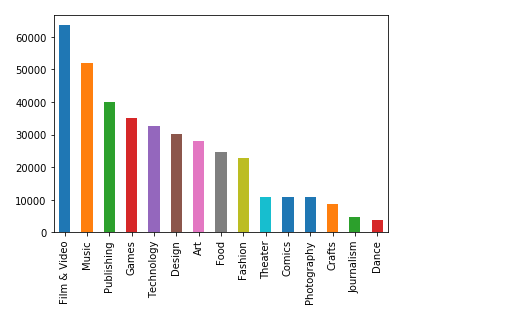 60000
50000
40000
30000
20000
10000
0
Film & Video
Music
Publishing
Games
Technology
Design
Art
Food
Fashion
Theater
Comics
Photography
Crafts
Journalism
Dance